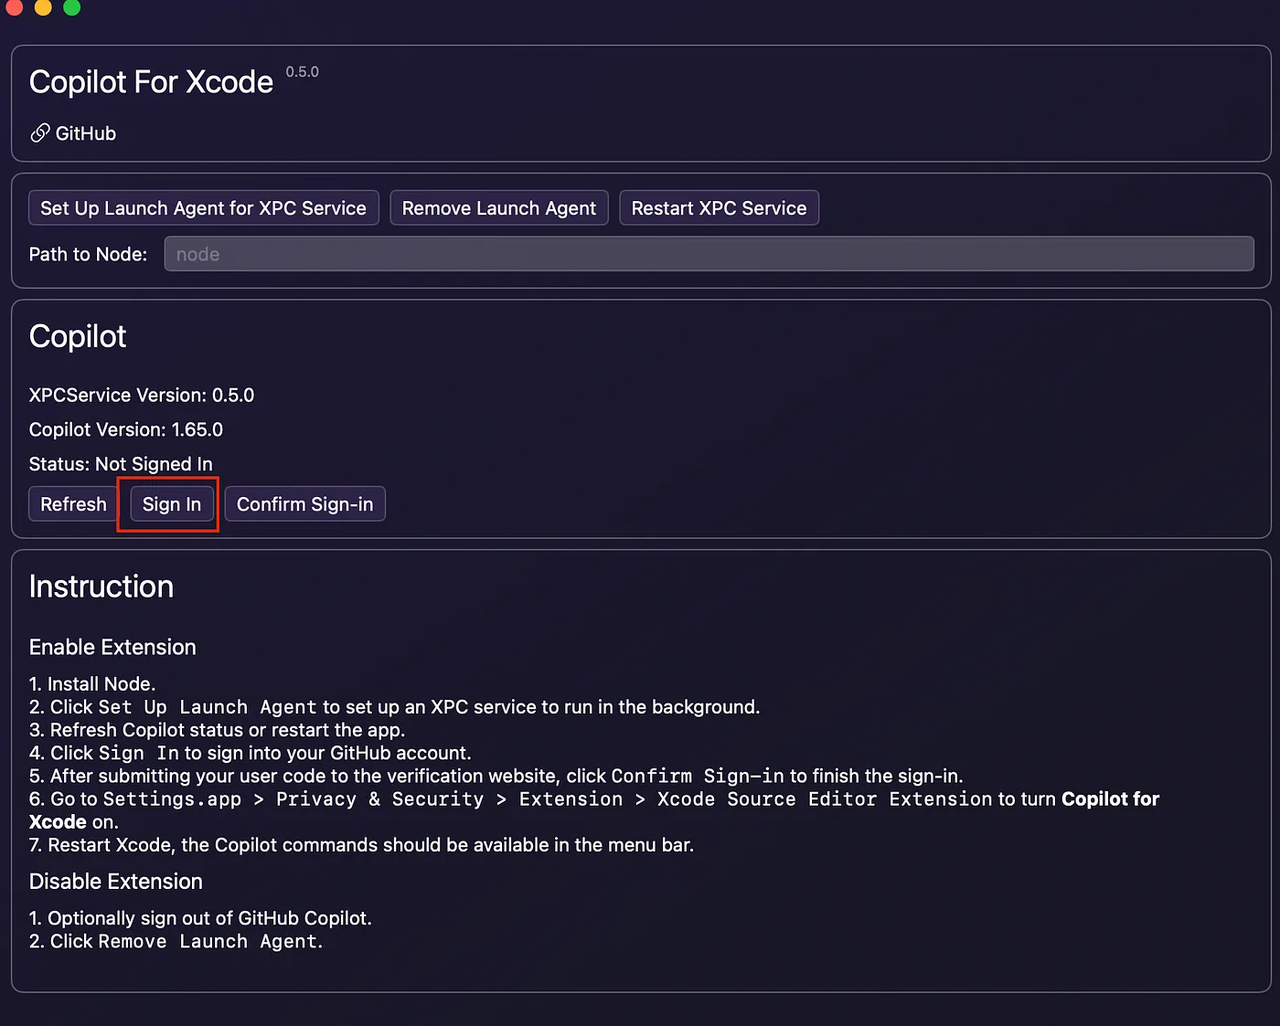 Copilot For Xcode 0.5.0
GitHub
Set Up Launch Agent for XPC Service Remove Launch Agent Restart XPC Service
Path to Node: node
Copilot
XPCService Version: 0.5.0
Copilot Version: 1.65.0
Status: Not Signed In
Refresh Sign In Confirm Sign-in
Instruction
Enable Extension
1. Install Node.
2. Click Set Up Launch Agent to set up an XPC service to run in the background.
3. Refresh Copilot status or restart the app.
4. Click Sign In to sign into your GitHub account.
5. After submitting your user code to the verification website, click Confirm Sign-in to finish the sign-in.
6. Go to Settings.app > Privacy & Security > Extension > Xcode Source Editor Extension to turn Copilot for
Xcode on.
7. Restart Xcode, the Copilot commands should be available in the menu bar.
Disable Extension
1. Optionally sign out of GitHub Copilot.
2. Click Remove Launch Agent.